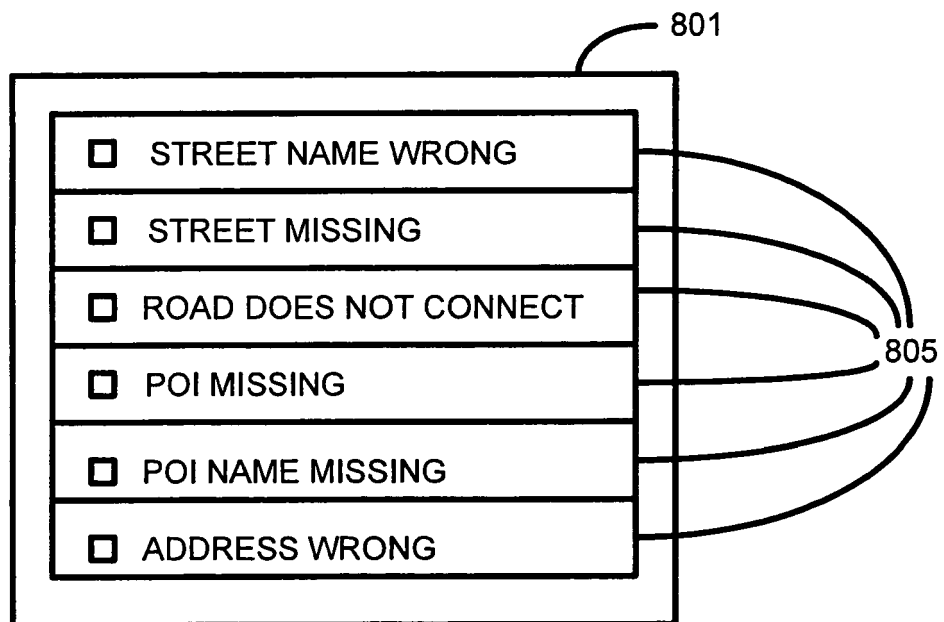 801
STREET NAME WRONG
STREET MISSING
ROAD DOES NOT CONNECT
805
POI MISSING
POI NAME MISSING
ADDRESS WRONG